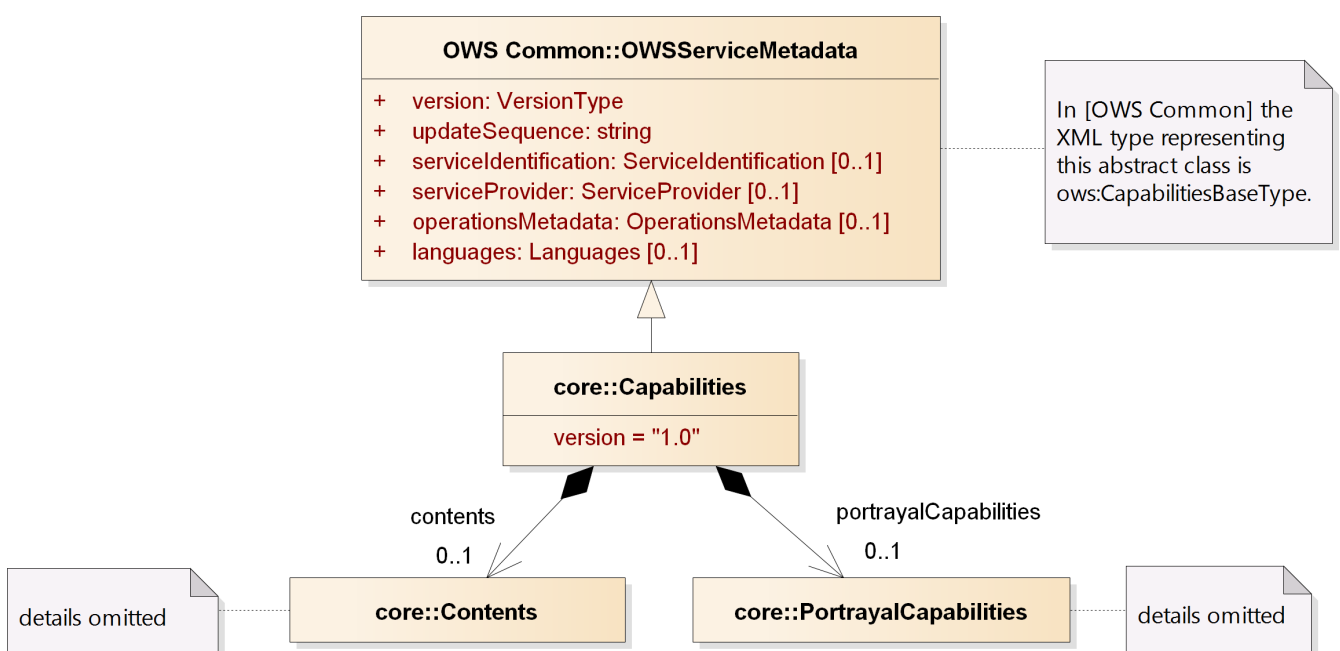 OWS Common::OWSServiceMetadata
+ version: VersionType
+ updateSequence: string
+ serviceIdentification: ServiceIdentification [0..1]
+ serviceProvider: ServiceProvider [0..1]
+ operationsMetadata: OperationsMetadata [0..1]
+ languages: Languages [0..1]
In [OWS Common] the
XML type representing
this abstract class is
ows:CapabilitiesBaseType.
core::Capabilities
version = "1.0"
contents
0..1
portrayalCapabilities
0..1
details omitted
core::Contents
core::PortrayalCapabilities
details omitted